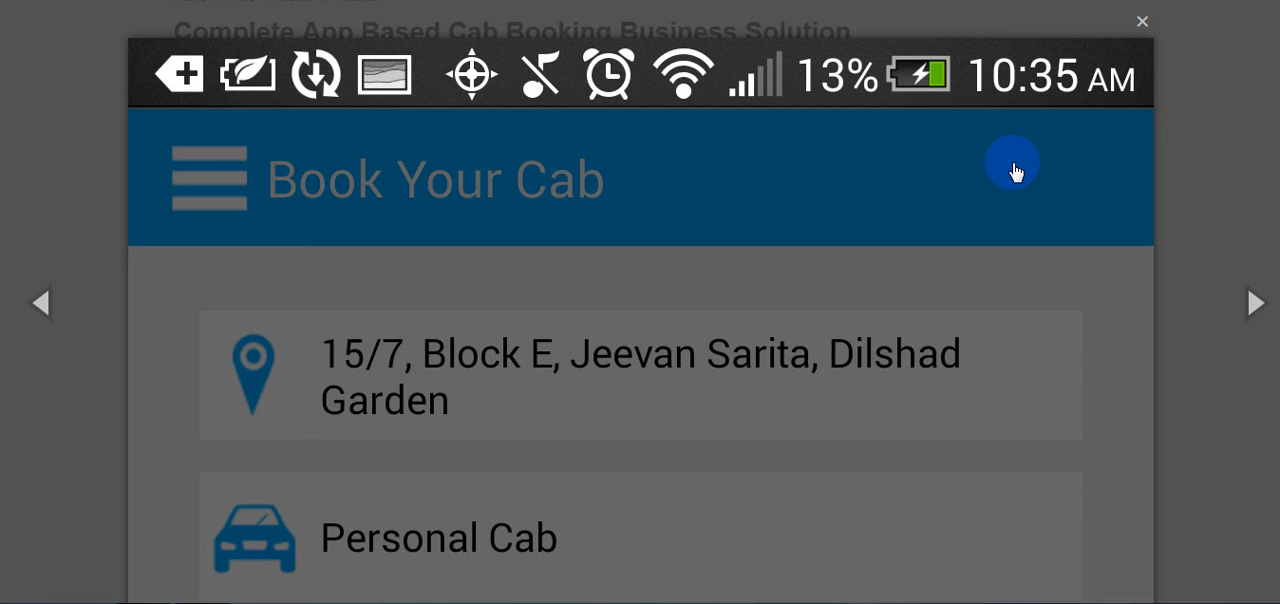 Complete App Based Cab Booking Business Solution
13% 10:35 AM
Book Your Cab
15/7, Block E, Jeevan Sarita, Dilshad
Garden
Personal Cab